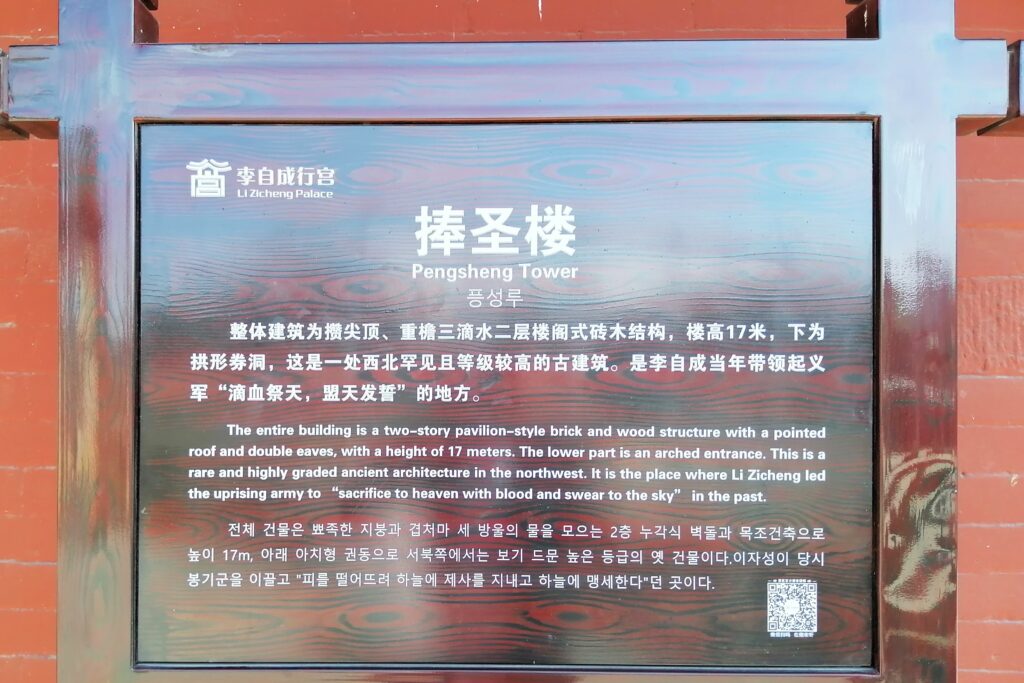 李自成行宫
LI Zicheng Palace
捧圣楼
Pengsheng Tower
픙성루
整体建筑为攒尖顶、重檐三滴水二层楼阁式砖木结构，楼高17米，下为
拱形券洞，这是一处西北罕见且等级较高的古建筑。是李自成当年带领起义
军“滴血祭天，盟天发誓”的地方。
The entire building is a two-story pavilion-style brick and wood structure with a pointed
roof and double eaves, with a height of 17 meters. The lower part is an arched entrance. This is a
rare and highly graded ancient architecture in the northwest. It is the place where Li Zicheng led
the uprising army to “sacrifice to heaven with blood and swear to the sky” in the past.
전체 건물은 뾰족한 지붕과 겹처마 세 방울의 물을 모으는 2층 누각식 벽돌과 목조건축으로
높이 17m, 아래 아치형 권동으로 서북쪽에서는 보기 드문 높은 등급의 옛 건물이다.이자성이 당시
봉기군을 이끌고 "피를 떨어뜨려 하늘에 제사를 지내고 하늘에 맹세한다"던 곳이다.